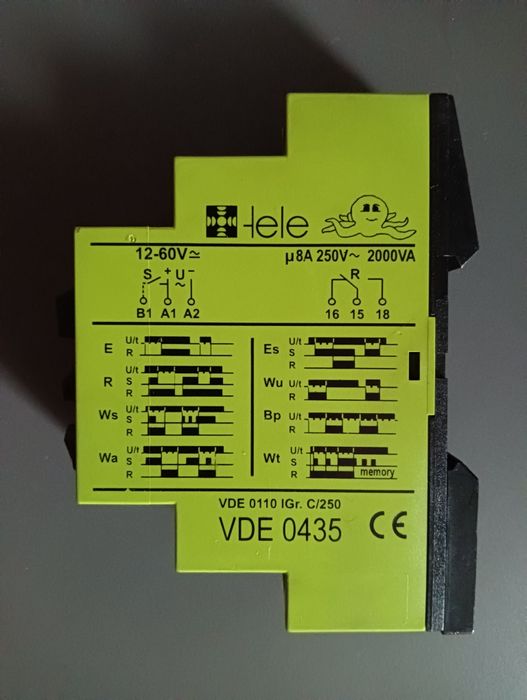 tele
12-60V≃
µ8A 250V~ 2000VA
S + U −
~
R
B1 A1 A2
16 15 18
E U/t
R
R U/t
S
R
Ws U/t
S
R
Wa U/t
S
R
Es U/t
S
R
Wu U/t
R
Bp U/t
R
Wt U/t
S
R memory
VDE 0110 IGr. C/250
VDE 0435 CE